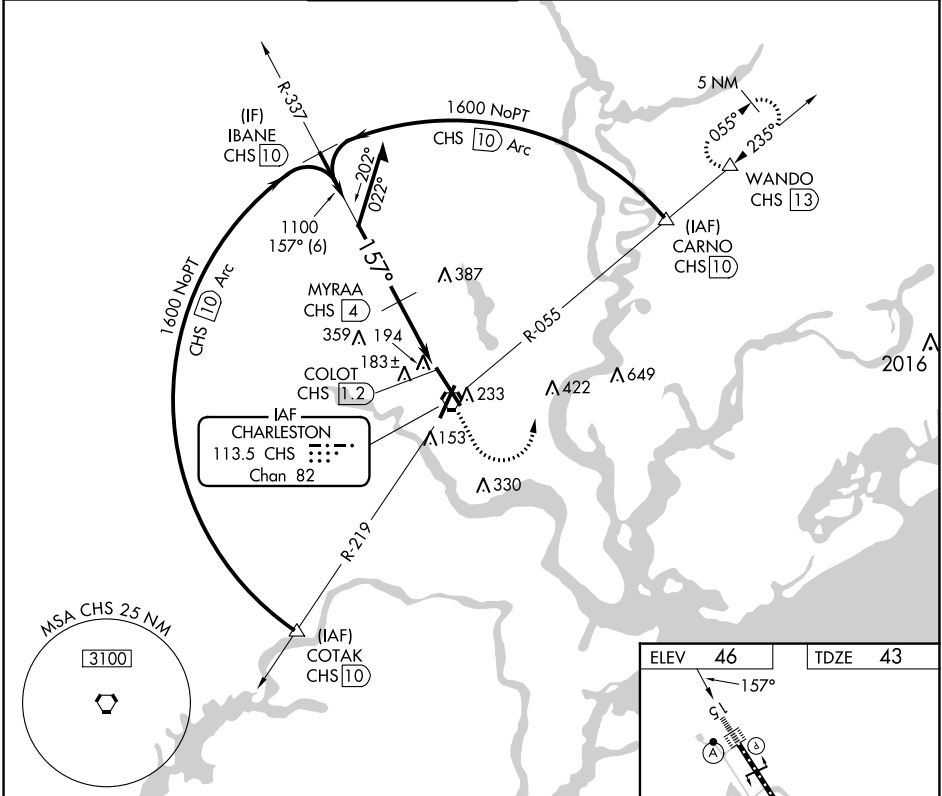 R-337
(IF)
IBANE
CHS 10
1600 NoPT
CHS 10 Arc
5 NM
055°
235°
WANDO
CHS 13
202°
022°
1100
157° (6)
157°
(IAF)
CARNO
CHS 10
1600 NoPT
CHS 10 Arc
MYRAA
CHS 4
387
R-055
359
194
183±
2016
COLOT
CHS 1.2
233
422
649
IAF
CHARLESTON
113.5 CHS
Chan 82
153
330
R-219
MSA CHS 25 NM
3100
(IAF)
COTAK
CHS 10
ELEV 46
TDZE 43
157°
15
A
P